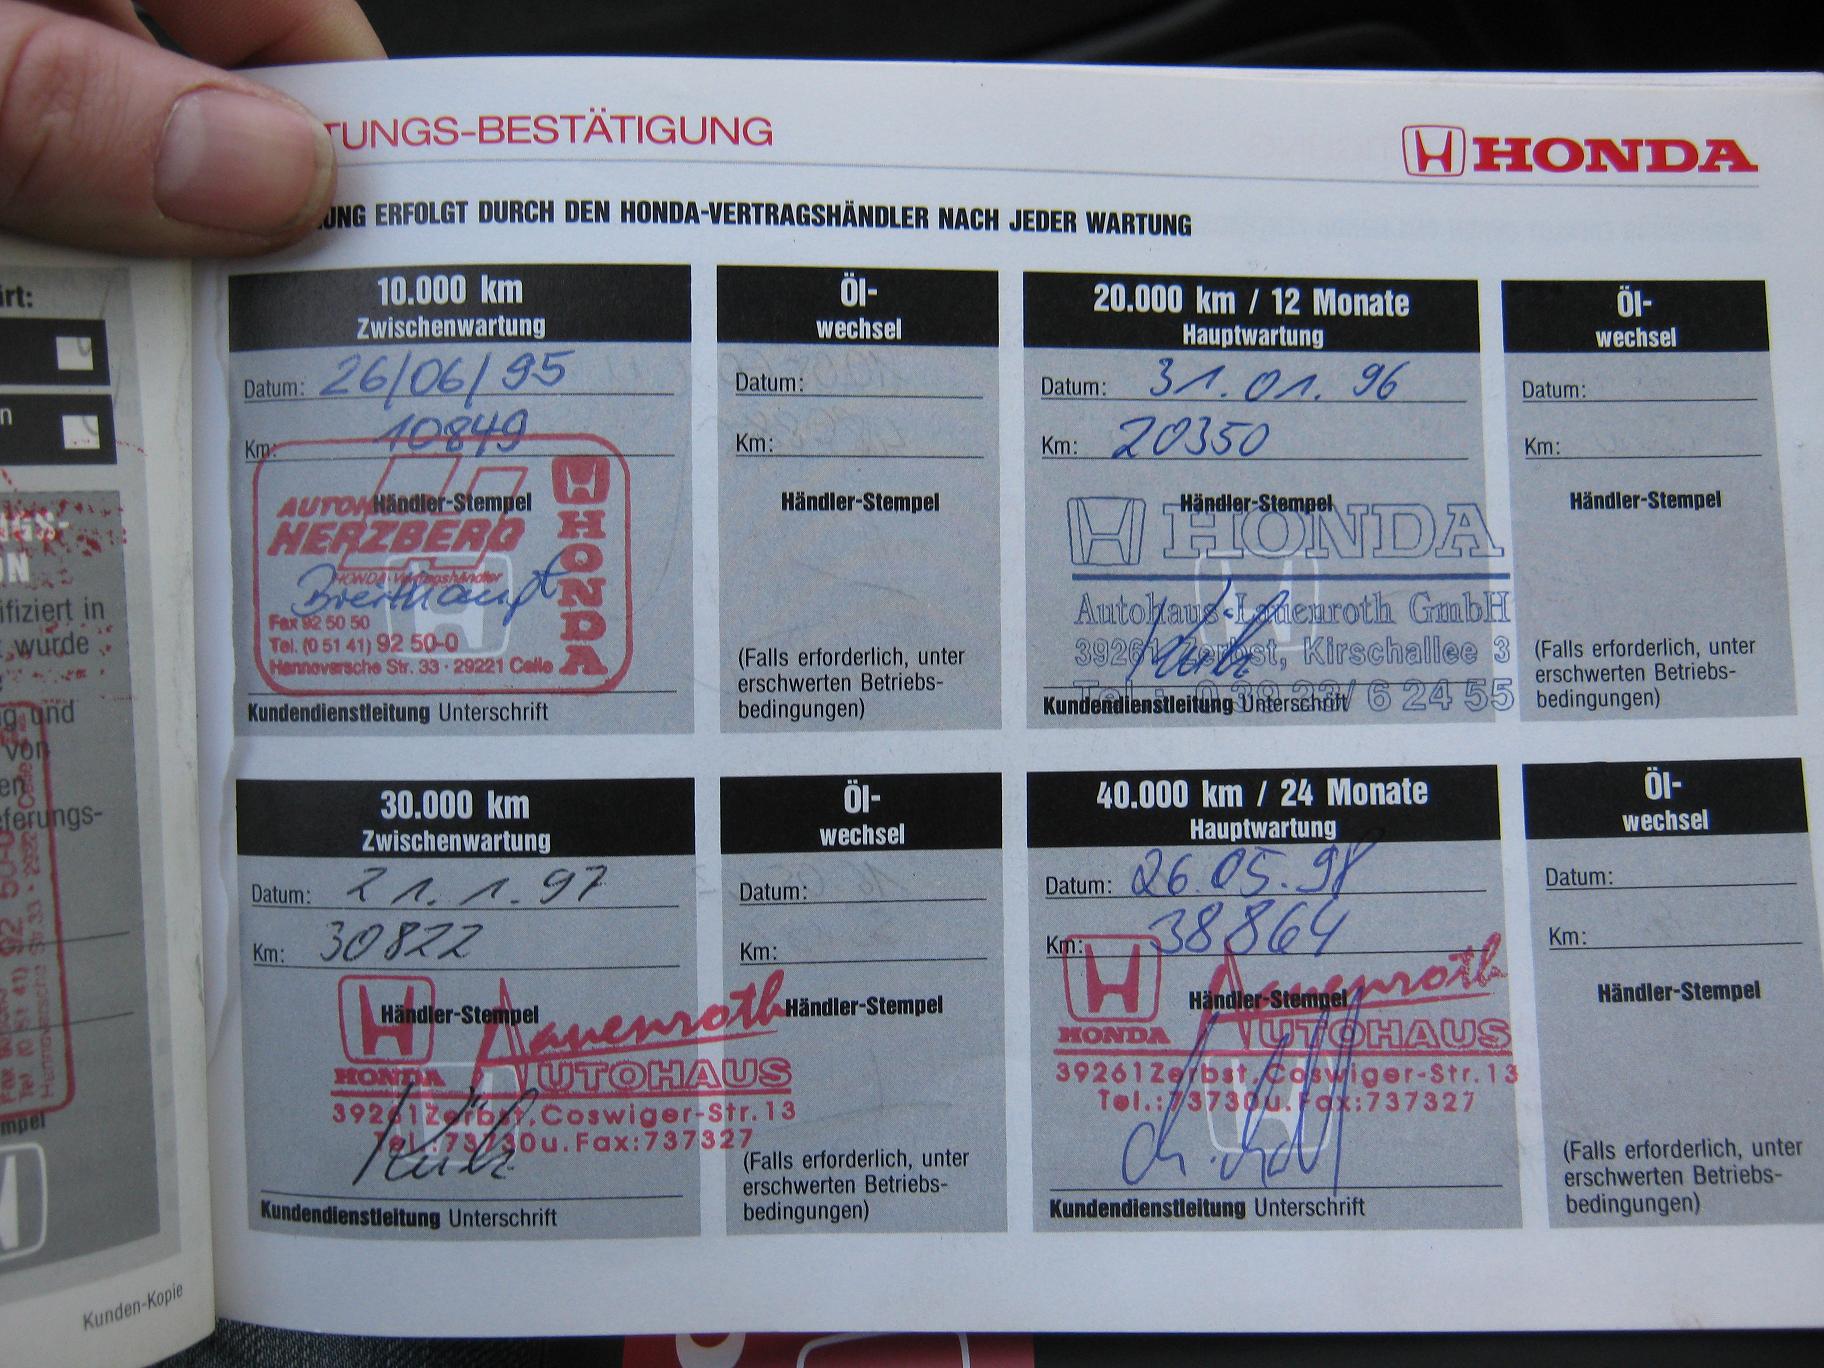 TUNGS-BESTÄTIGUNG
HONDA
UNG ERFOLGT DURCH DEN HONDA-VERTRAGSHÄNDLER NACH JEDER WARTUNG
10.000 km
Zwischenwartung
Datum: 26/06/95
Km: 10849
Händler-Stempel
HERZBERG
HONDA-Vertragshändler
HONDA
Breithaupt
Fax 92 50 50
Tel. (0 51 41) 92 50-0
Hannoversche Str. 33 · 29221 Celle
Kundendienstleitung Unterschrift
Öl-
wechsel
Datum:
Km:
Händler-Stempel
(Falls erforderlich, unter
erschwerten Betriebs-
bedingungen)
20.000 km / 12 Monate
Hauptwartung
Datum: 31.01.96
Km: 20350
Händler-Stempel
HONDA
Autohaus Lauenroth GmbH
39261 Zerbst, Kirschallee 3
Tel.: 03923/ 6 24 55
Kundendienstleitung Unterschrift
Öl-
wechsel
Datum:
Km:
Händler-Stempel
(Falls erforderlich, unter
erschwerten Betriebs-
bedingungen)
30.000 km
Zwischenwartung
Datum: 21.1.97
Km: 30822
Händler-Stempel
Lauenroth
HONDA AUTOHAUS
39261 Zerbst, Coswiger-Str. 13
Tel.: 73730 u. Fax: 737327
Kundendienstleitung Unterschrift
Öl-
wechsel
Datum:
Km:
Händler-Stempel
(Falls erforderlich, unter
erschwerten Betriebs-
bedingungen)
40.000 km / 24 Monate
Hauptwartung
Datum: 26.05.98
Km: 38864
Händler-Stempel
Lauenroth
HONDA AUTOHAUS
39261 Zerbst, Coswiger-Str. 13
Tel.: 73730 u. Fax: 737327
Kundendienstleitung Unterschrift
Öl-
wechsel
Datum:
Km:
Händler-Stempel
(Falls erforderlich, unter
erschwerten Betriebs-
bedingungen)
Kunden-Kopie